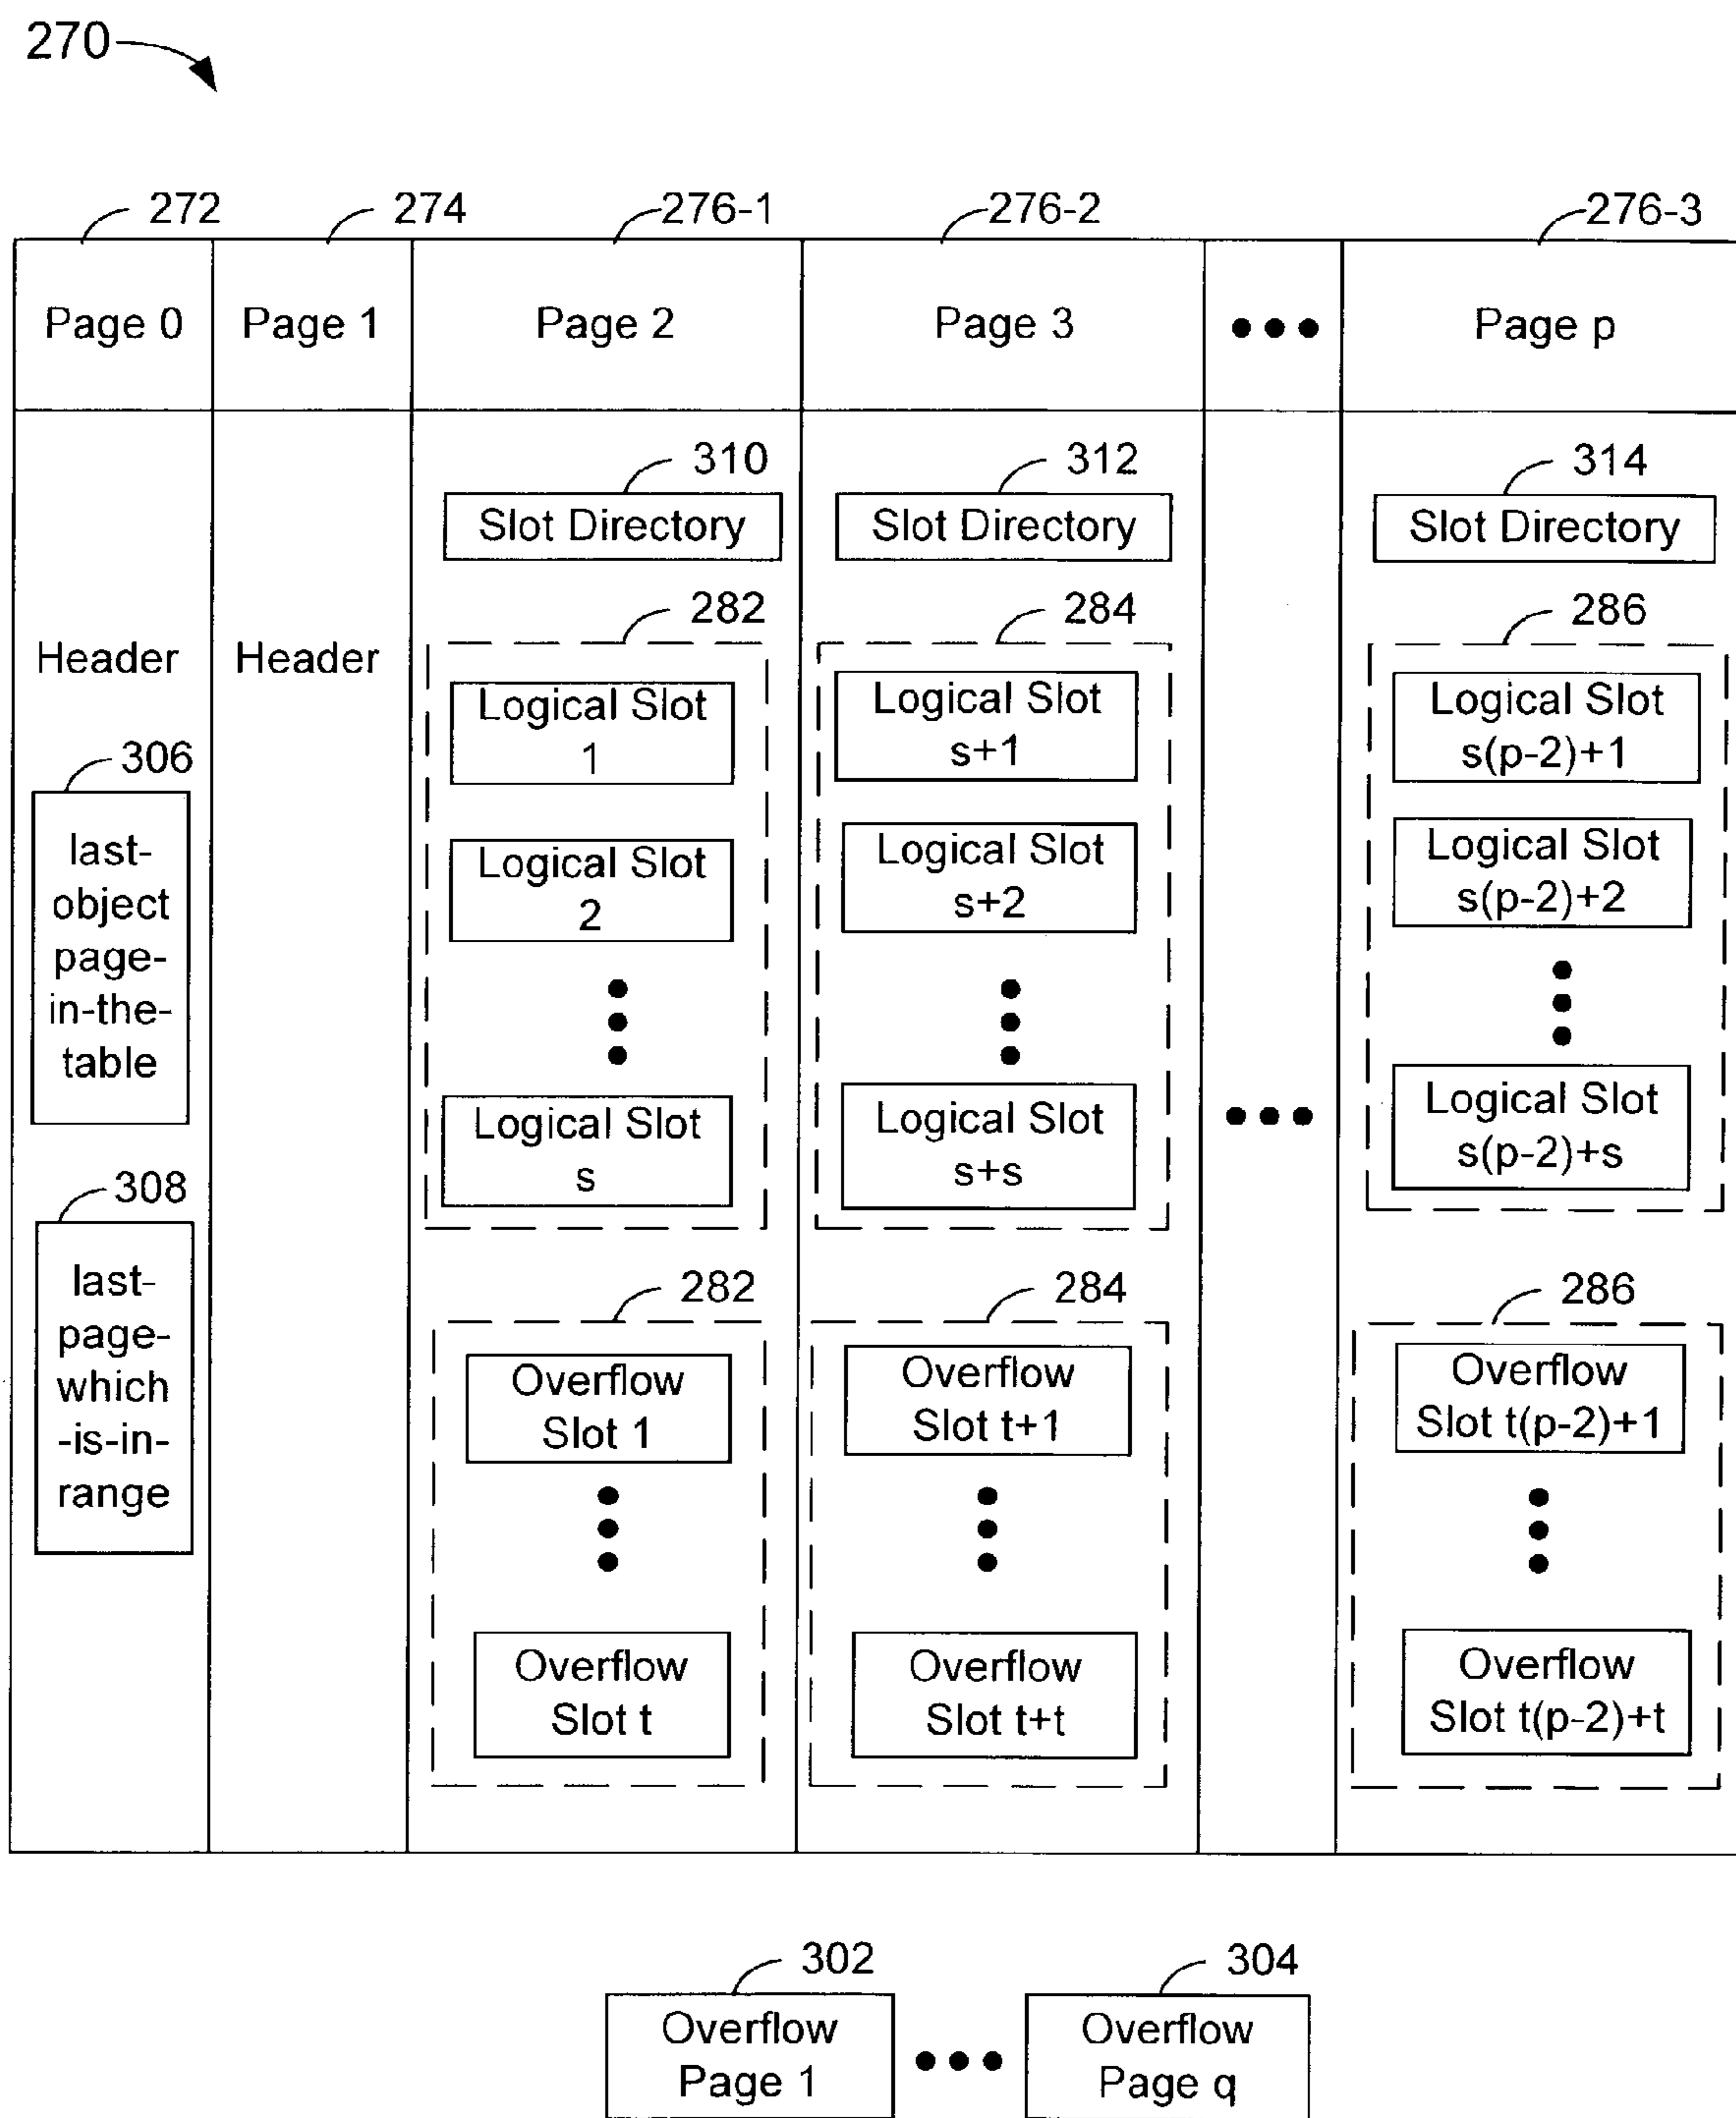 270
272 274 276-1 276-2 276-3
Page 0 Page 1 Page 2 Page 3 Page p
310 312 314
Slot Directory Slot Directory Slot Directory
282 284 286
Header Header
Logical Slot
1
Logical Slot
s+1
Logical Slot
s(p-2)+1
306
last-
object
page-
in-the-
table
Logical Slot
2
Logical Slot
s+2
Logical Slot
s(p-2)+2
Logical Slot
s
Logical Slot
s+s
Logical Slot
s(p-2)+s
308
last-
page-
which
-is-in-
range
282 284 286
Overflow
Slot 1
Overflow
Slot t+1
Overflow
Slot t(p-2)+1
Overflow
Slot t
Overflow
Slot t+t
Overflow
Slot t(p-2)+t
302 304
Overflow
Page 1
Overflow
Page q